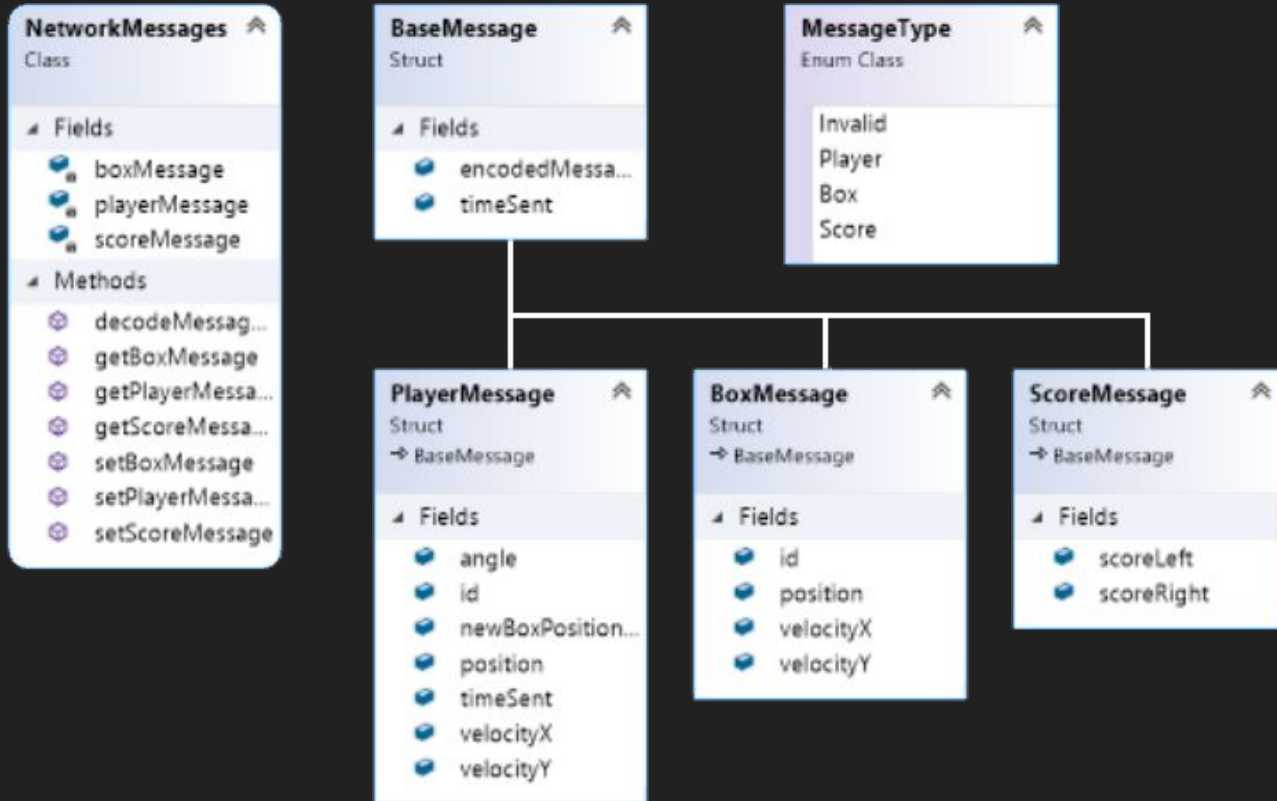 NetworkMessages
Class
Fields
boxMessage
playerMessage
scoreMessage
Methods
decodeMessag...
getBoxMessage
getPlayerMessa...
getScoreMessa...
setBoxMessage
setPlayerMessa...
setScoreMessage
BaseMessage
Struct
Fields
encodedMessa...
timeSent
MessageType
Enum Class
Invalid
Player
Box
Score
PlayerMessage
Struct
BaseMessage
Fields
angle
id
newBoxPosition...
position
timeSent
velocityX
velocityY
BoxMessage
Struct
BaseMessage
Fields
id
position
velocityX
velocityY
ScoreMessage
Struct
BaseMessage
Fields
scoreLeft
scoreRight